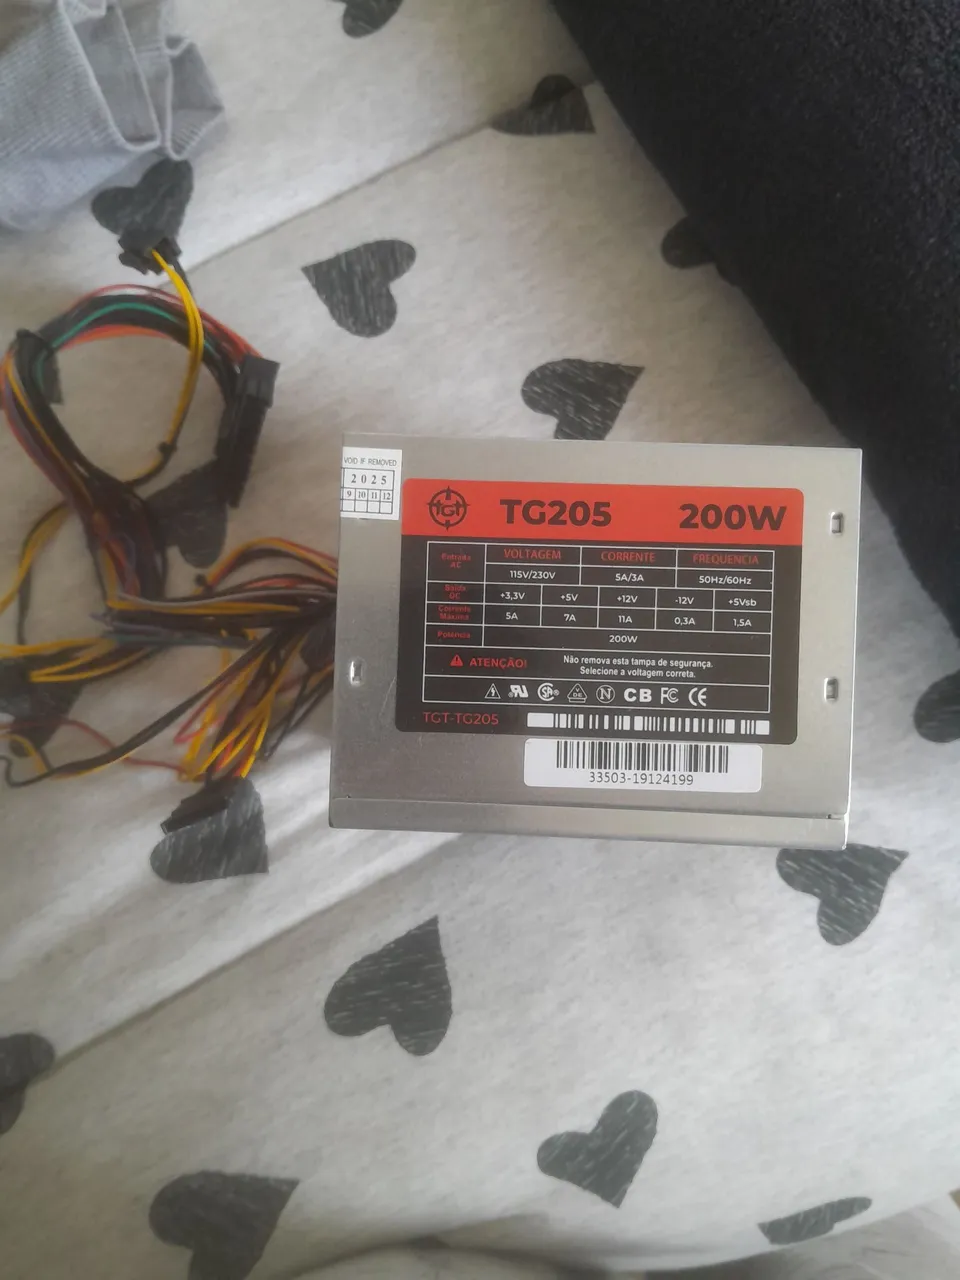 VOID IF REMOVED
2025
9 10 11 12
TGT TG205 200W
Entrada AC VOLTAGEM CORRENTE FREQUENCIA
115V/230V 5A/3A 50Hz/60Hz
Saída DC +3,3V +5V +12V -12V +5Vsb
Corrente Máxima 5A 7A 11A 0,3A 1,5A
Potência 200W
ATENÇÃO! Não remova esta tampa de segurança.
Selecione a voltagem correta.
N CB FC CE
TGT-TG205
33503-19124199